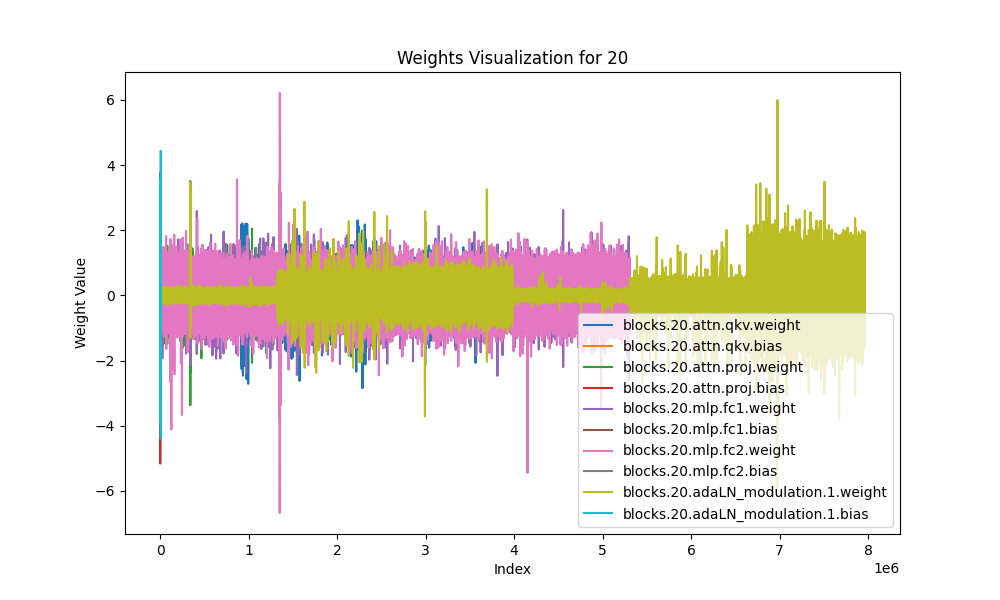 Weights Visualization for 20
Weight Value
6
4
2
0
−2
−4
−6
blocks.20.attn.qkv.weight
blocks.20.attn.qkv.bias
blocks.20.attn.proj.weight
blocks.20.attn.proj.bias
blocks.20.mlp.fc1.weight
blocks.20.mlp.fc1.bias
blocks.20.mlp.fc2.weight
blocks.20.mlp.fc2.bias
blocks.20.adaLN_modulation.1.weight
blocks.20.adaLN_modulation.1.bias
0 1 2 3 4 5 6 7 8
1e6
Index